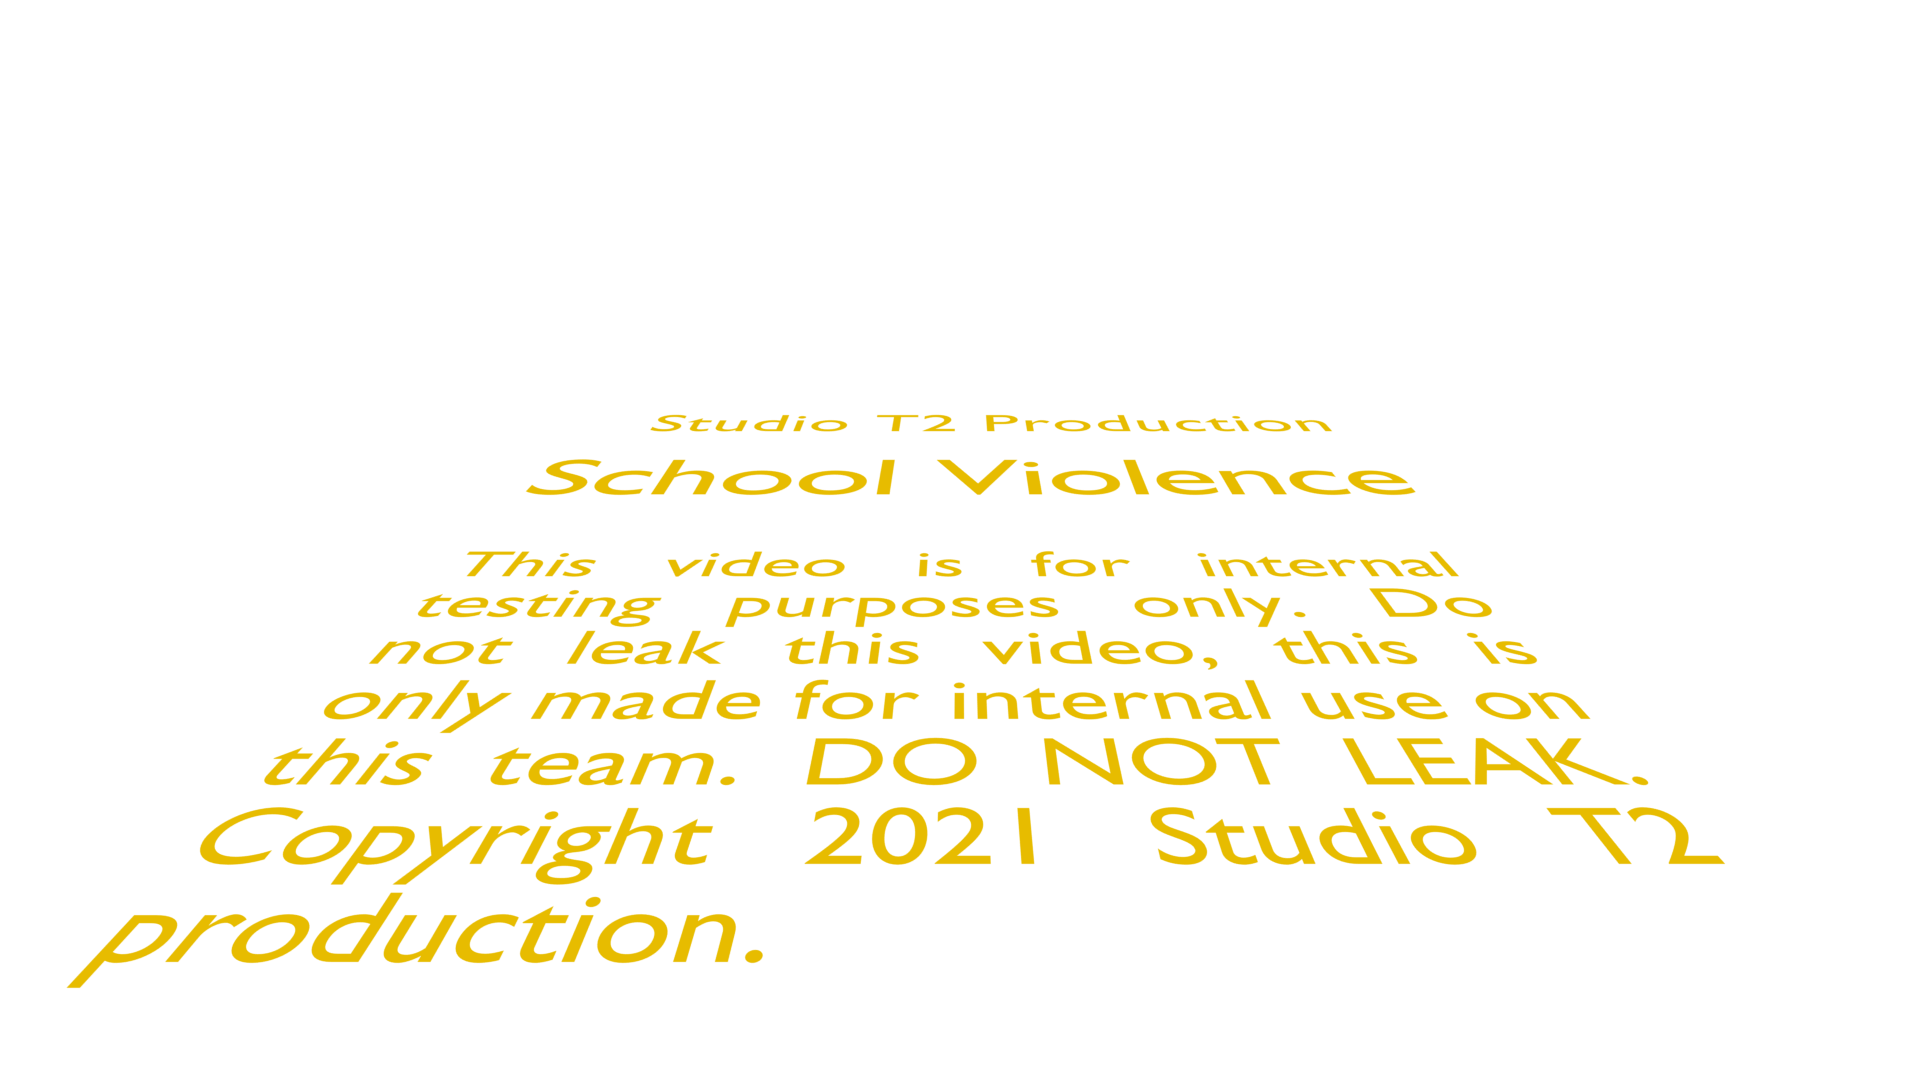 Studio T2 Production
School Violence
This video is for internal
testing purposes only. Do
not leak this video, this is
only made for internal use on
this team. DO NOT LEAK.
Copyright 2021 Studio T2
production.